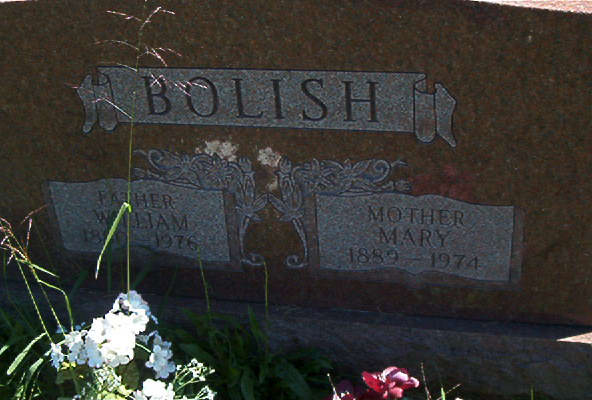 BOLISH
FATHER
WILLIAM
1976
MOTHER
MARY
1889 - 1974